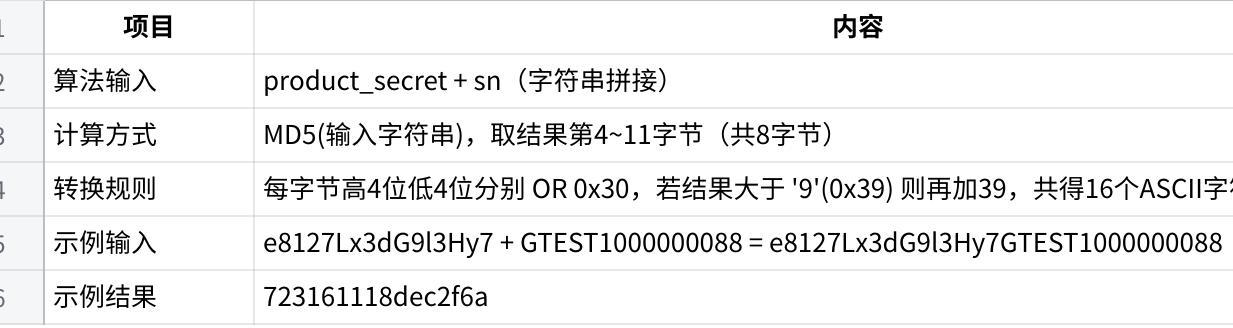 1 项目 内容
2 算法输入 product_secret + sn（字符串拼接）
3 计算方式 MD5(输入字符串)，取结果第4~11字节（共8字节）
4 转换规则 每字节高4位低4位分别 OR 0x30，若结果大于 '9'(0x39) 则再加39，共得16个ASCII字
5 示例输入 e8127Lx3dG9l3Hy7 + GTEST1000000088 = e8127Lx3dG9l3Hy7GTEST1000000088
6 示例结果 723161118dec2f6a